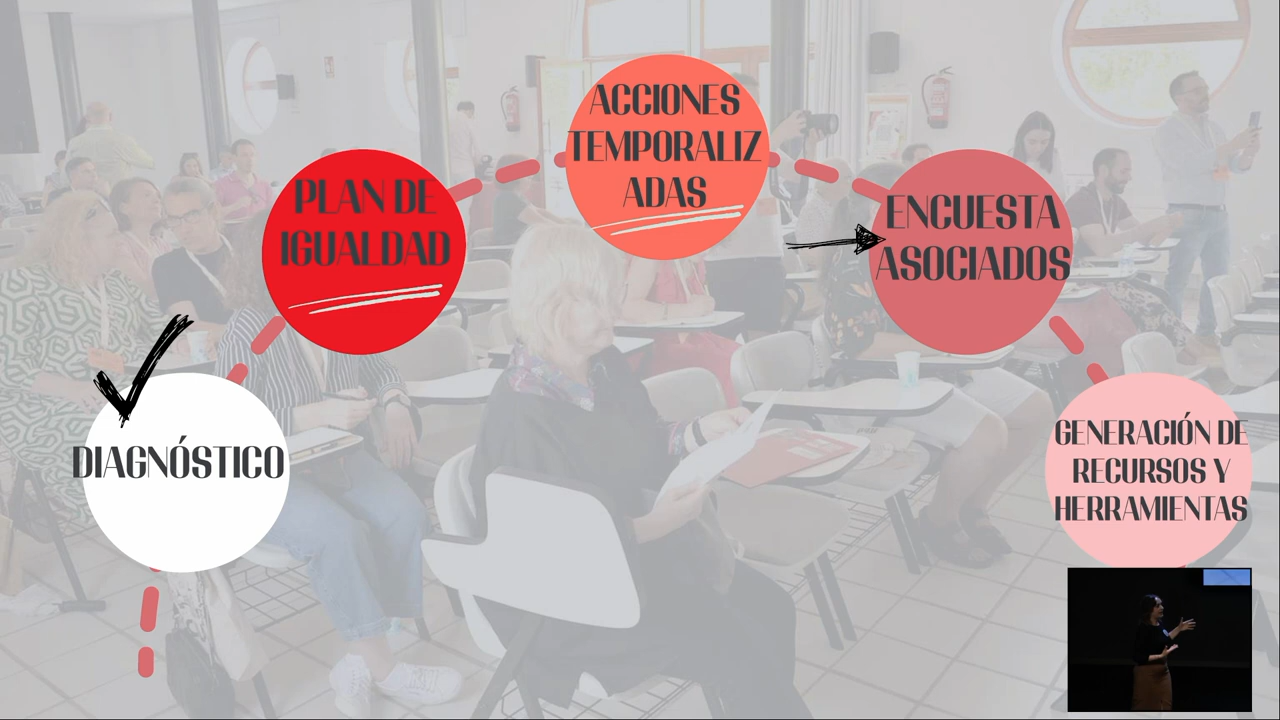 DIAGNÓSTICO
PLAN DE
IGUALDAD
ACCIONES
TEMPORALIZ
ADAS
ENCUESTA
ASOCIADOS
GENERACIÓN DE
RECURSOS Y
HERRAMIENTAS